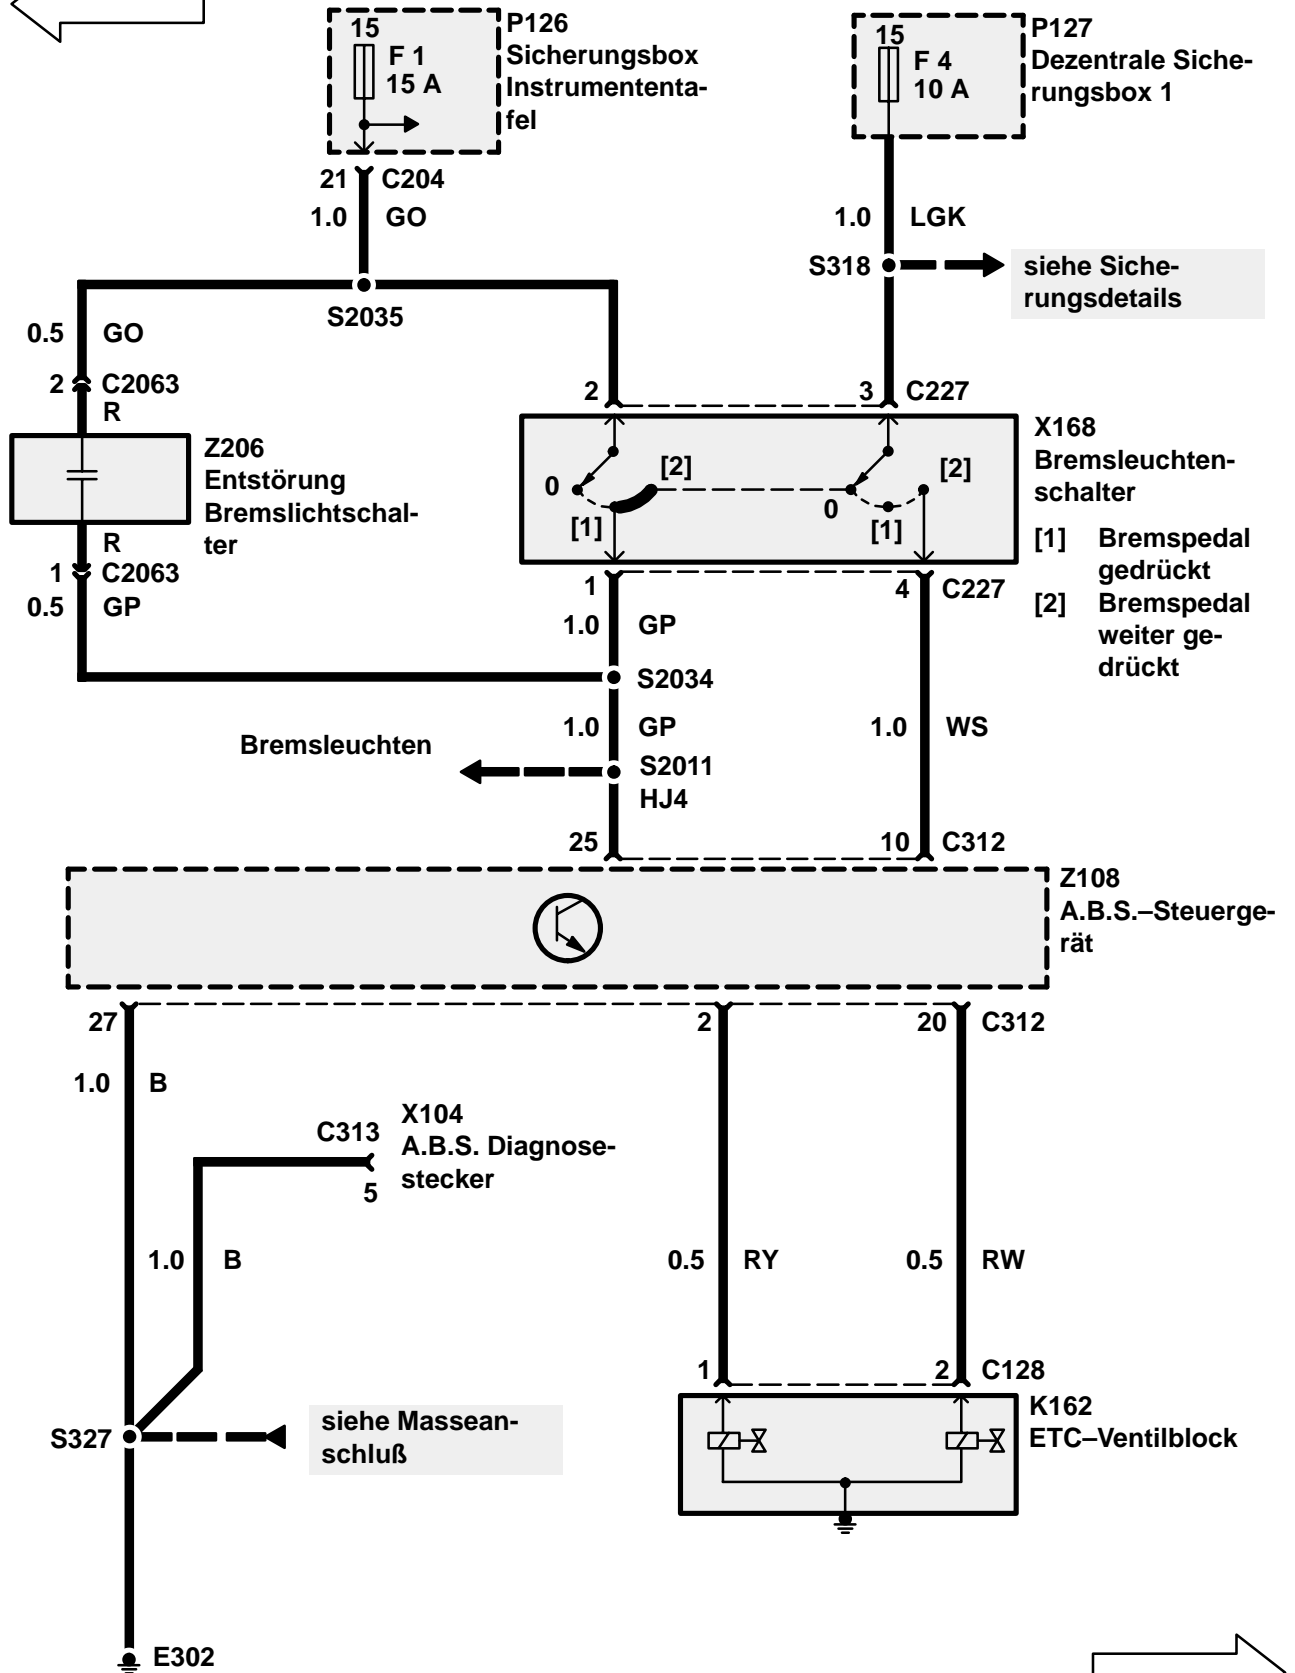 15
F 1
15 A
P126
Sicherungsbox
Instrumententa-
fel
15
F 4
10 A
P127
Dezentrale Siche-
rungsbox 1
21 C204
1.0 GO
1.0 LGK
S318
siehe Siche-
rungsdetails
S2035
0.5 GO
2 C2063
R
2
3 C227
Z206
Entstörung
Bremslichtschal-
ter
0
[2]
[1]
0
[2]
[1]
X168
Bremsleuchten-
schalter
[1] Bremspedal
gedrückt
[2] Bremspedal
weiter ge-
drückt
R
1 C2063
0.5 GP
1
4 C227
1.0 GP
S2034
1.0 GP
1.0 WS
Bremsleuchten
S2011
HJ4
25
10 C312
Z108
A.B.S.–Steuerge-
rät
27
2
20 C312
1.0 B
C313
5
X104
A.B.S. Diagnose-
stecker
1.0 B
0.5 RY
0.5 RW
1
2 C128
S327
siehe Massean-
schluß
K162
ETC–Ventilblock
E302